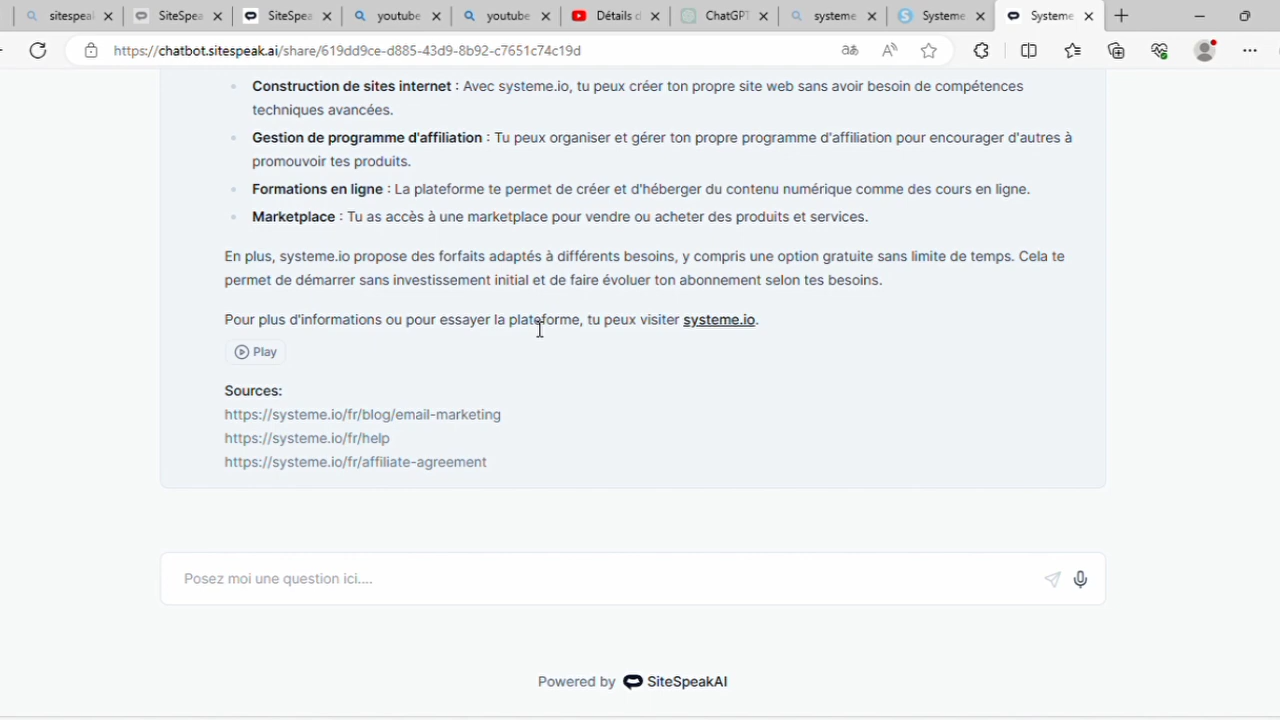 sitespeal
SiteSpea
SiteSpea
youtube
youtube
Détails d
ChatGPT
systeme
Systeme
Systeme
https://chatbot.sitespeak.ai/share/619dd9ce-d885-43d9-8b92-c7651c74c19d
Construction de sites internet : Avec systeme.io, tu peux créer ton propre site web sans avoir besoin de compétences
techniques avancées.
Gestion de programme d'affiliation : Tu peux organiser et gérer ton propre programme d'affiliation pour encourager d'autres à
promouvoir tes produits.
Formations en ligne : La plateforme te permet de créer et d'héberger du contenu numérique comme des cours en ligne.
Marketplace : Tu as accès à une marketplace pour vendre ou acheter des produits et services.
En plus, systeme.io propose des forfaits adaptés à différents besoins, y compris une option gratuite sans limite de temps. Cela te
permet de démarrer sans investissement initial et de faire évoluer ton abonnement selon tes besoins.
Pour plus d'informations ou pour essayer la plateforme, tu peux visiter systeme.io.
Play
Sources:
https://systeme.io/fr/blog/email-marketing
https://systeme.io/fr/help
https://systeme.io/fr/affiliate-agreement
Posez moi une question ici....
Powered by SiteSpeakAI